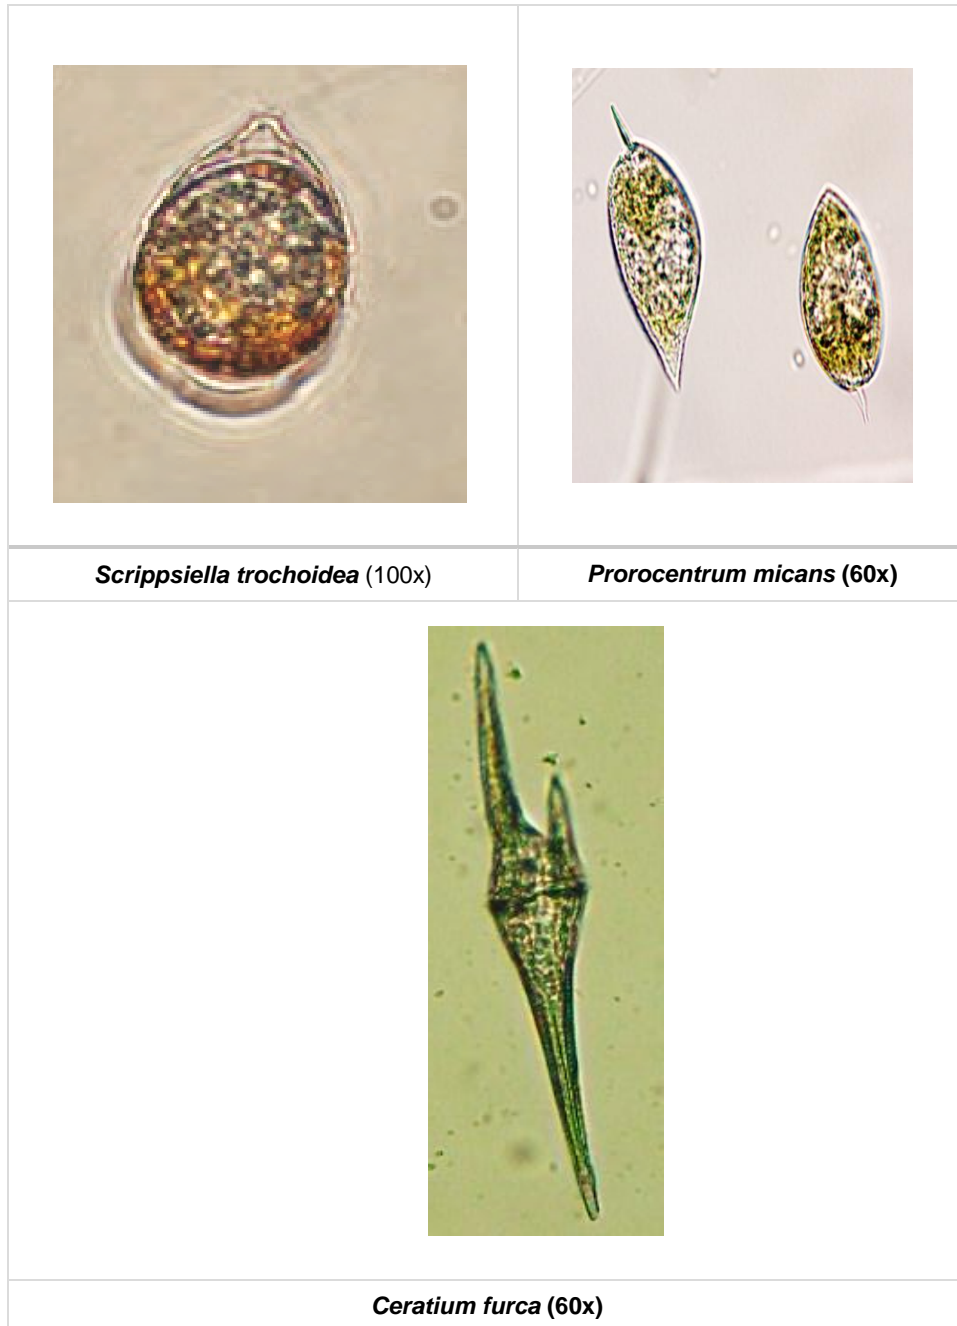 Scrippsiella trochoidea (100x)
Prorocentrum micans (60x)
Ceratium furca (60x)